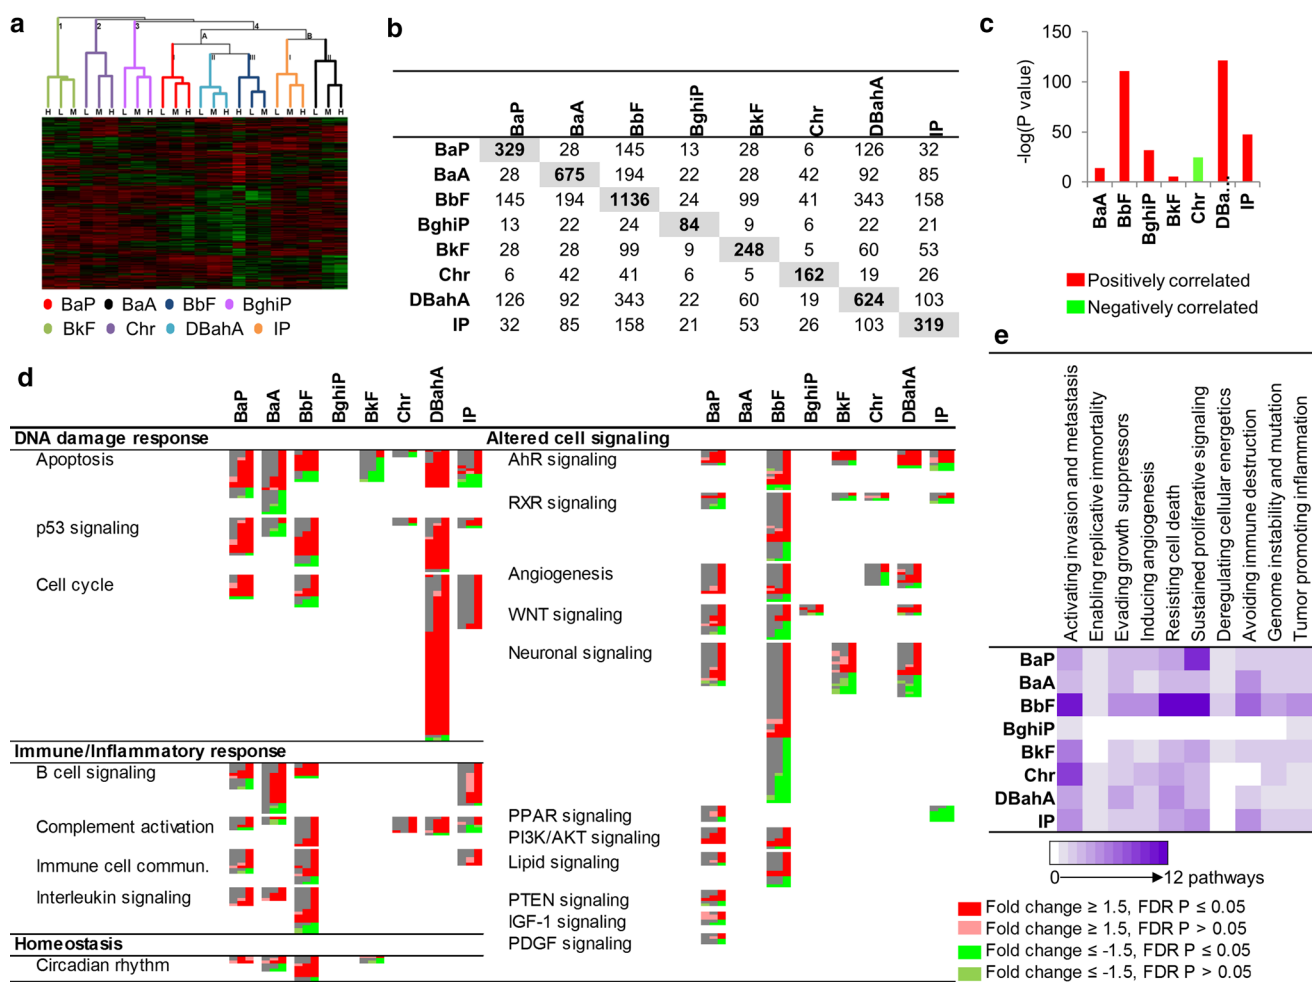 a
1 2 3 4
A B
I II III I II
H L M L M H L M H L M H L M H H L M L M H L M H
BaP BaA BbF BghiP
BkF Chr DBahA IP
b
BaP BaA BbF BghiP BkF Chr DBahA IP
BaP 329 28 145 13 28 6 126 32
BaA 28 675 194 22 28 42 92 85
BbF 145 194 1136 24 99 41 343 158
BghiP 13 22 24 84 9 6 22 21
BkF 28 28 99 9 248 5 60 53
Chr 6 42 41 6 5 162 19 26
DBahA 126 92 343 22 60 19 624 103
IP 32 85 158 21 53 26 103 319
c
-log(P value)
150
100
50
0
BaA BbF BghiP BkF Chr DBa... IP
Positively correlated
Negatively correlated
d
BaP BaA BbF BghiP BkF Chr DBahA IP
DNA damage response
Apoptosis
p53 signaling
Cell cycle
Immune/Inflammatory response
B cell signaling
Complement activation
Immune cell commun.
Interleukin signaling
Homeostasis
Circadian rhythm
BaP BaA BbF BghiP BkF Chr DBahA IP
Altered cell signaling
AhR signaling
RXR signaling
Angiogenesis
WNT signaling
Neuronal signaling
PPAR signaling
PI3K/AKT signaling
Lipid signaling
PTEN signaling
IGF-1 signaling
PDGF signaling
e
Activating invasion and metastasis
Enabling replicative immortality
Evading growth suppressors
Inducing angiogenesis
Resisting cell death
Sustained proliferative signaling
Deregulating cellular energetics
Avoiding immune destruction
Genome instability and mutation
Tumor promoting inflammation
BaP
BaA
BbF
BghiP
BkF
Chr
DBahA
IP
0 12 pathways
Fold change ≥ 1.5, FDR P ≤ 0.05
Fold change ≥ 1.5, FDR P > 0.05
Fold change ≤ -1.5, FDR P ≤ 0.05
Fold change ≤ -1.5, FDR P > 0.05